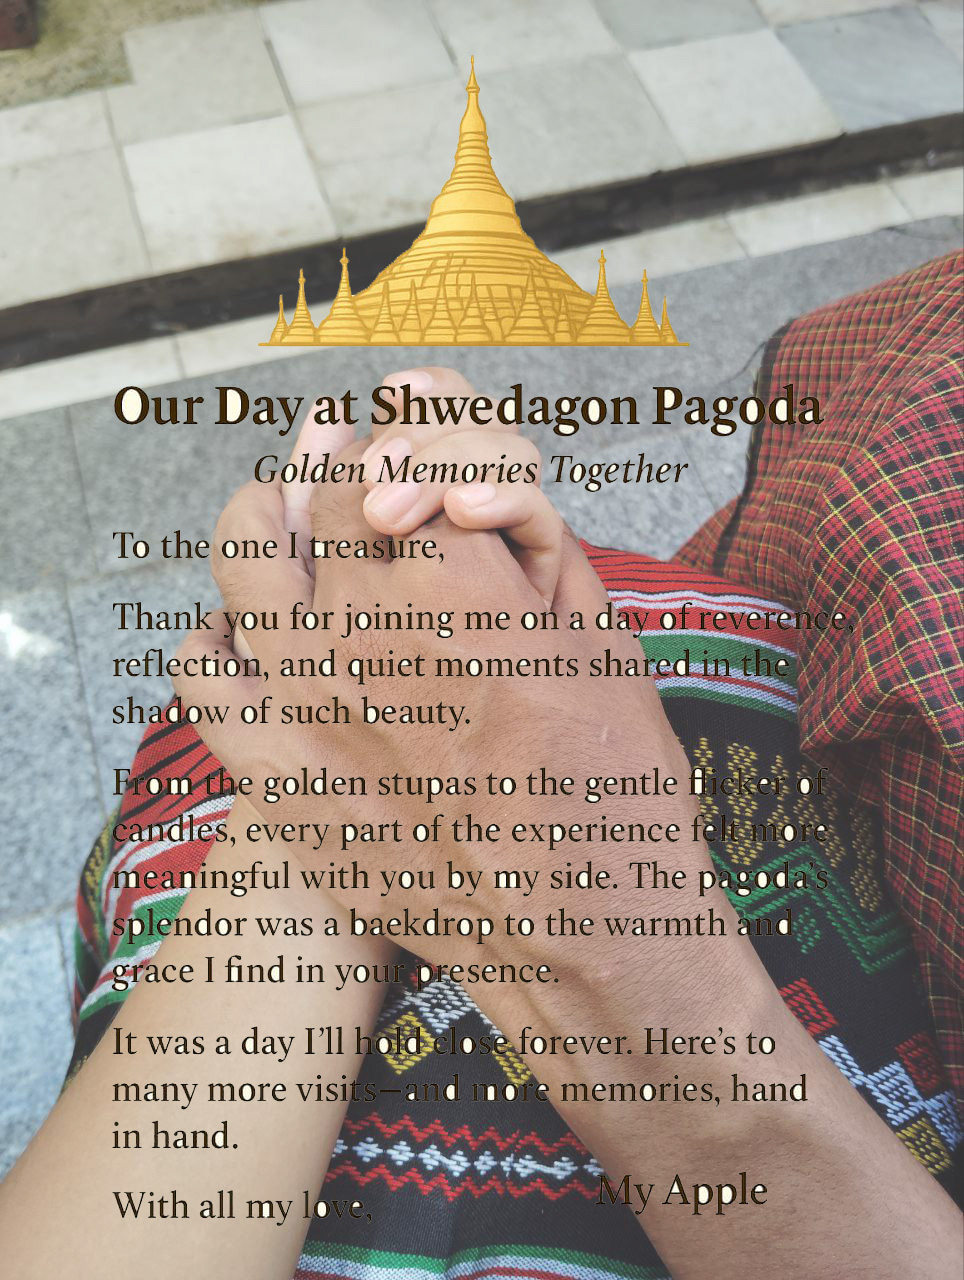 Our Day at Shwedagon Pagoda
Golden Memories Together
To the one I treasure,
Thank you for joining me on a day of reverence,
reflection, and quiet moments shared in the
shadow of such beauty.
From the golden stupas to the gentle flicker of
candles, every part of the experience felt more
meaningful with you by my side. The pagoda's
splendor was a baekdrop to the warmth and
grace I find in your presence.
It was a day I’ll hold close forever. Here’s to
many more visits—and more memories, hand
in hand.
With all my love,
My Apple